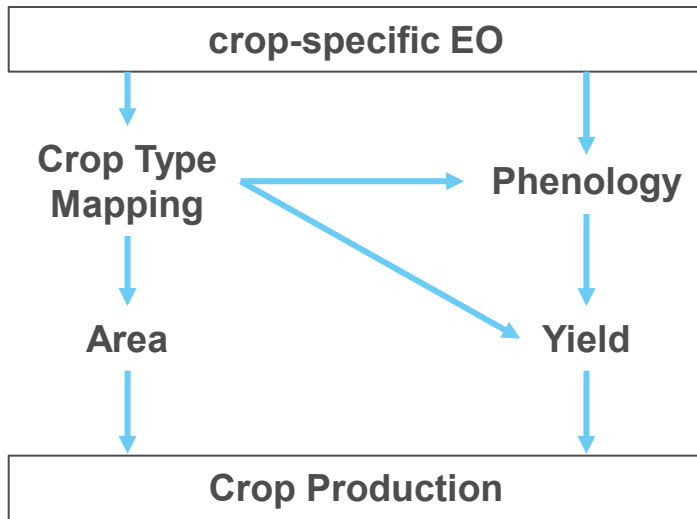 crop-specific EO
Crop Type
Mapping
Phenology
Area
Yield
Crop Production